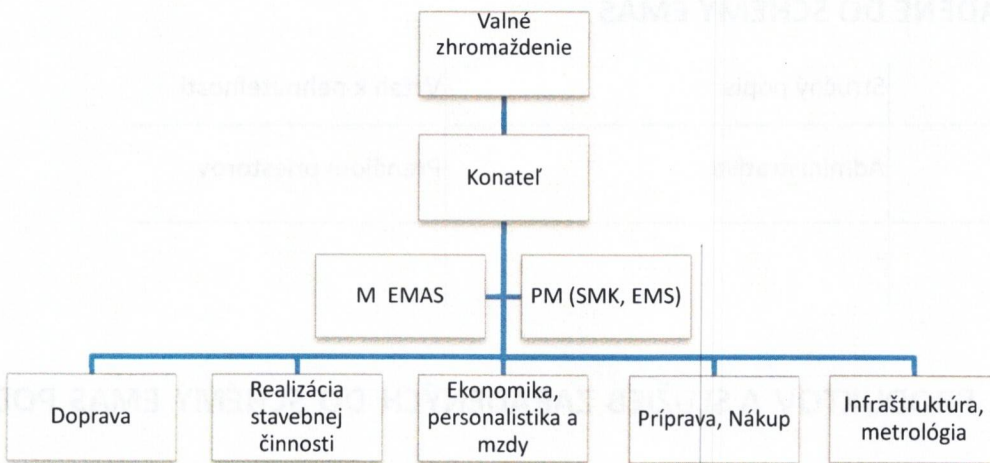 Valné
zhromaždenie
Konateľ
M EMAS
PM (SMK, EMS)
Doprava
Realizácia
stavebnej
činnosti
Ekonomika,
personalistika a
mzdy
Príprava, Nákup
Infraštruktúra,
metrológia